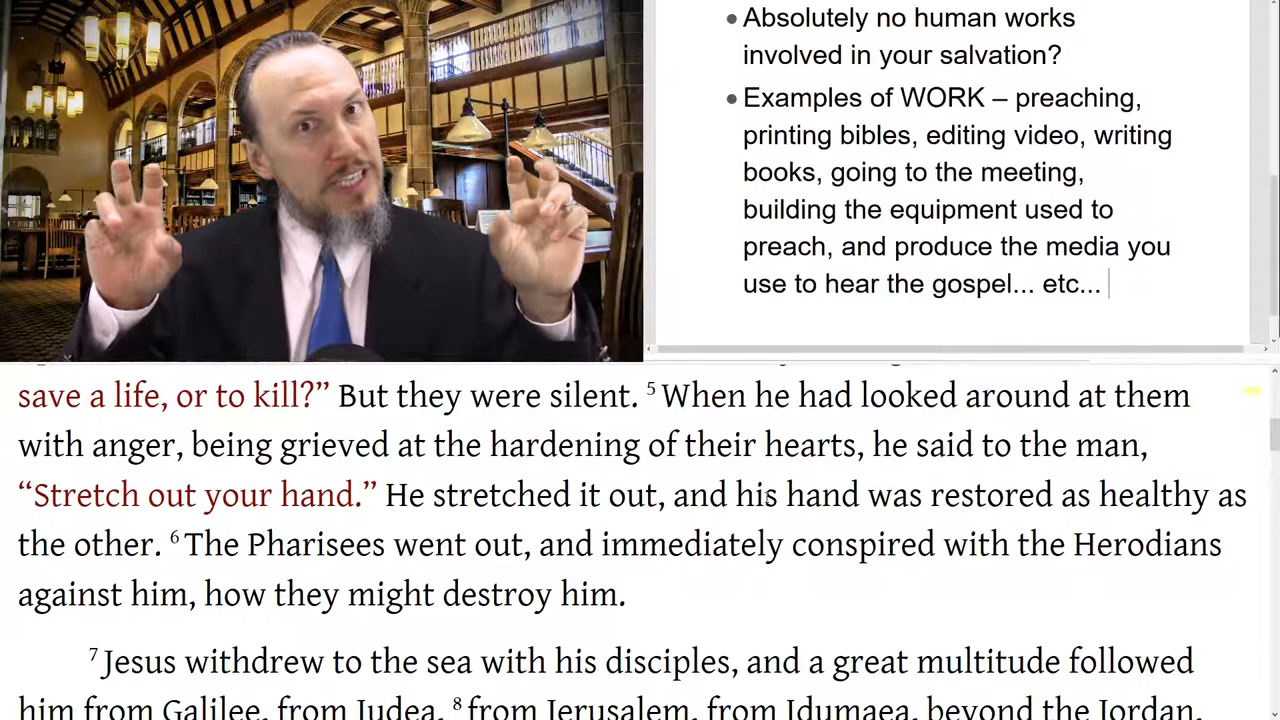 ● Absolutely no human works
involved in your salvation?
● Examples of WORK – preaching,
printing bibles, editing video, writing
books, going to the meeting,
building the equipment used to
preach, and produce the media you
use to hear the gospel... etc...
save a life, or to kill?” But they were silent. 5 When he had looked around at them
with anger, being grieved at the hardening of their hearts, he said to the man,
“Stretch out your hand.” He stretched it out, and his hand was restored as healthy as
the other. 6 The Pharisees went out, and immediately conspired with the Herodians
against him, how they might destroy him.
7 Jesus withdrew to the sea with his disciples, and a great multitude followed
him from Galilee, from Judea, 8 from Jerusalem, from Idumaea, beyond the Jordan,